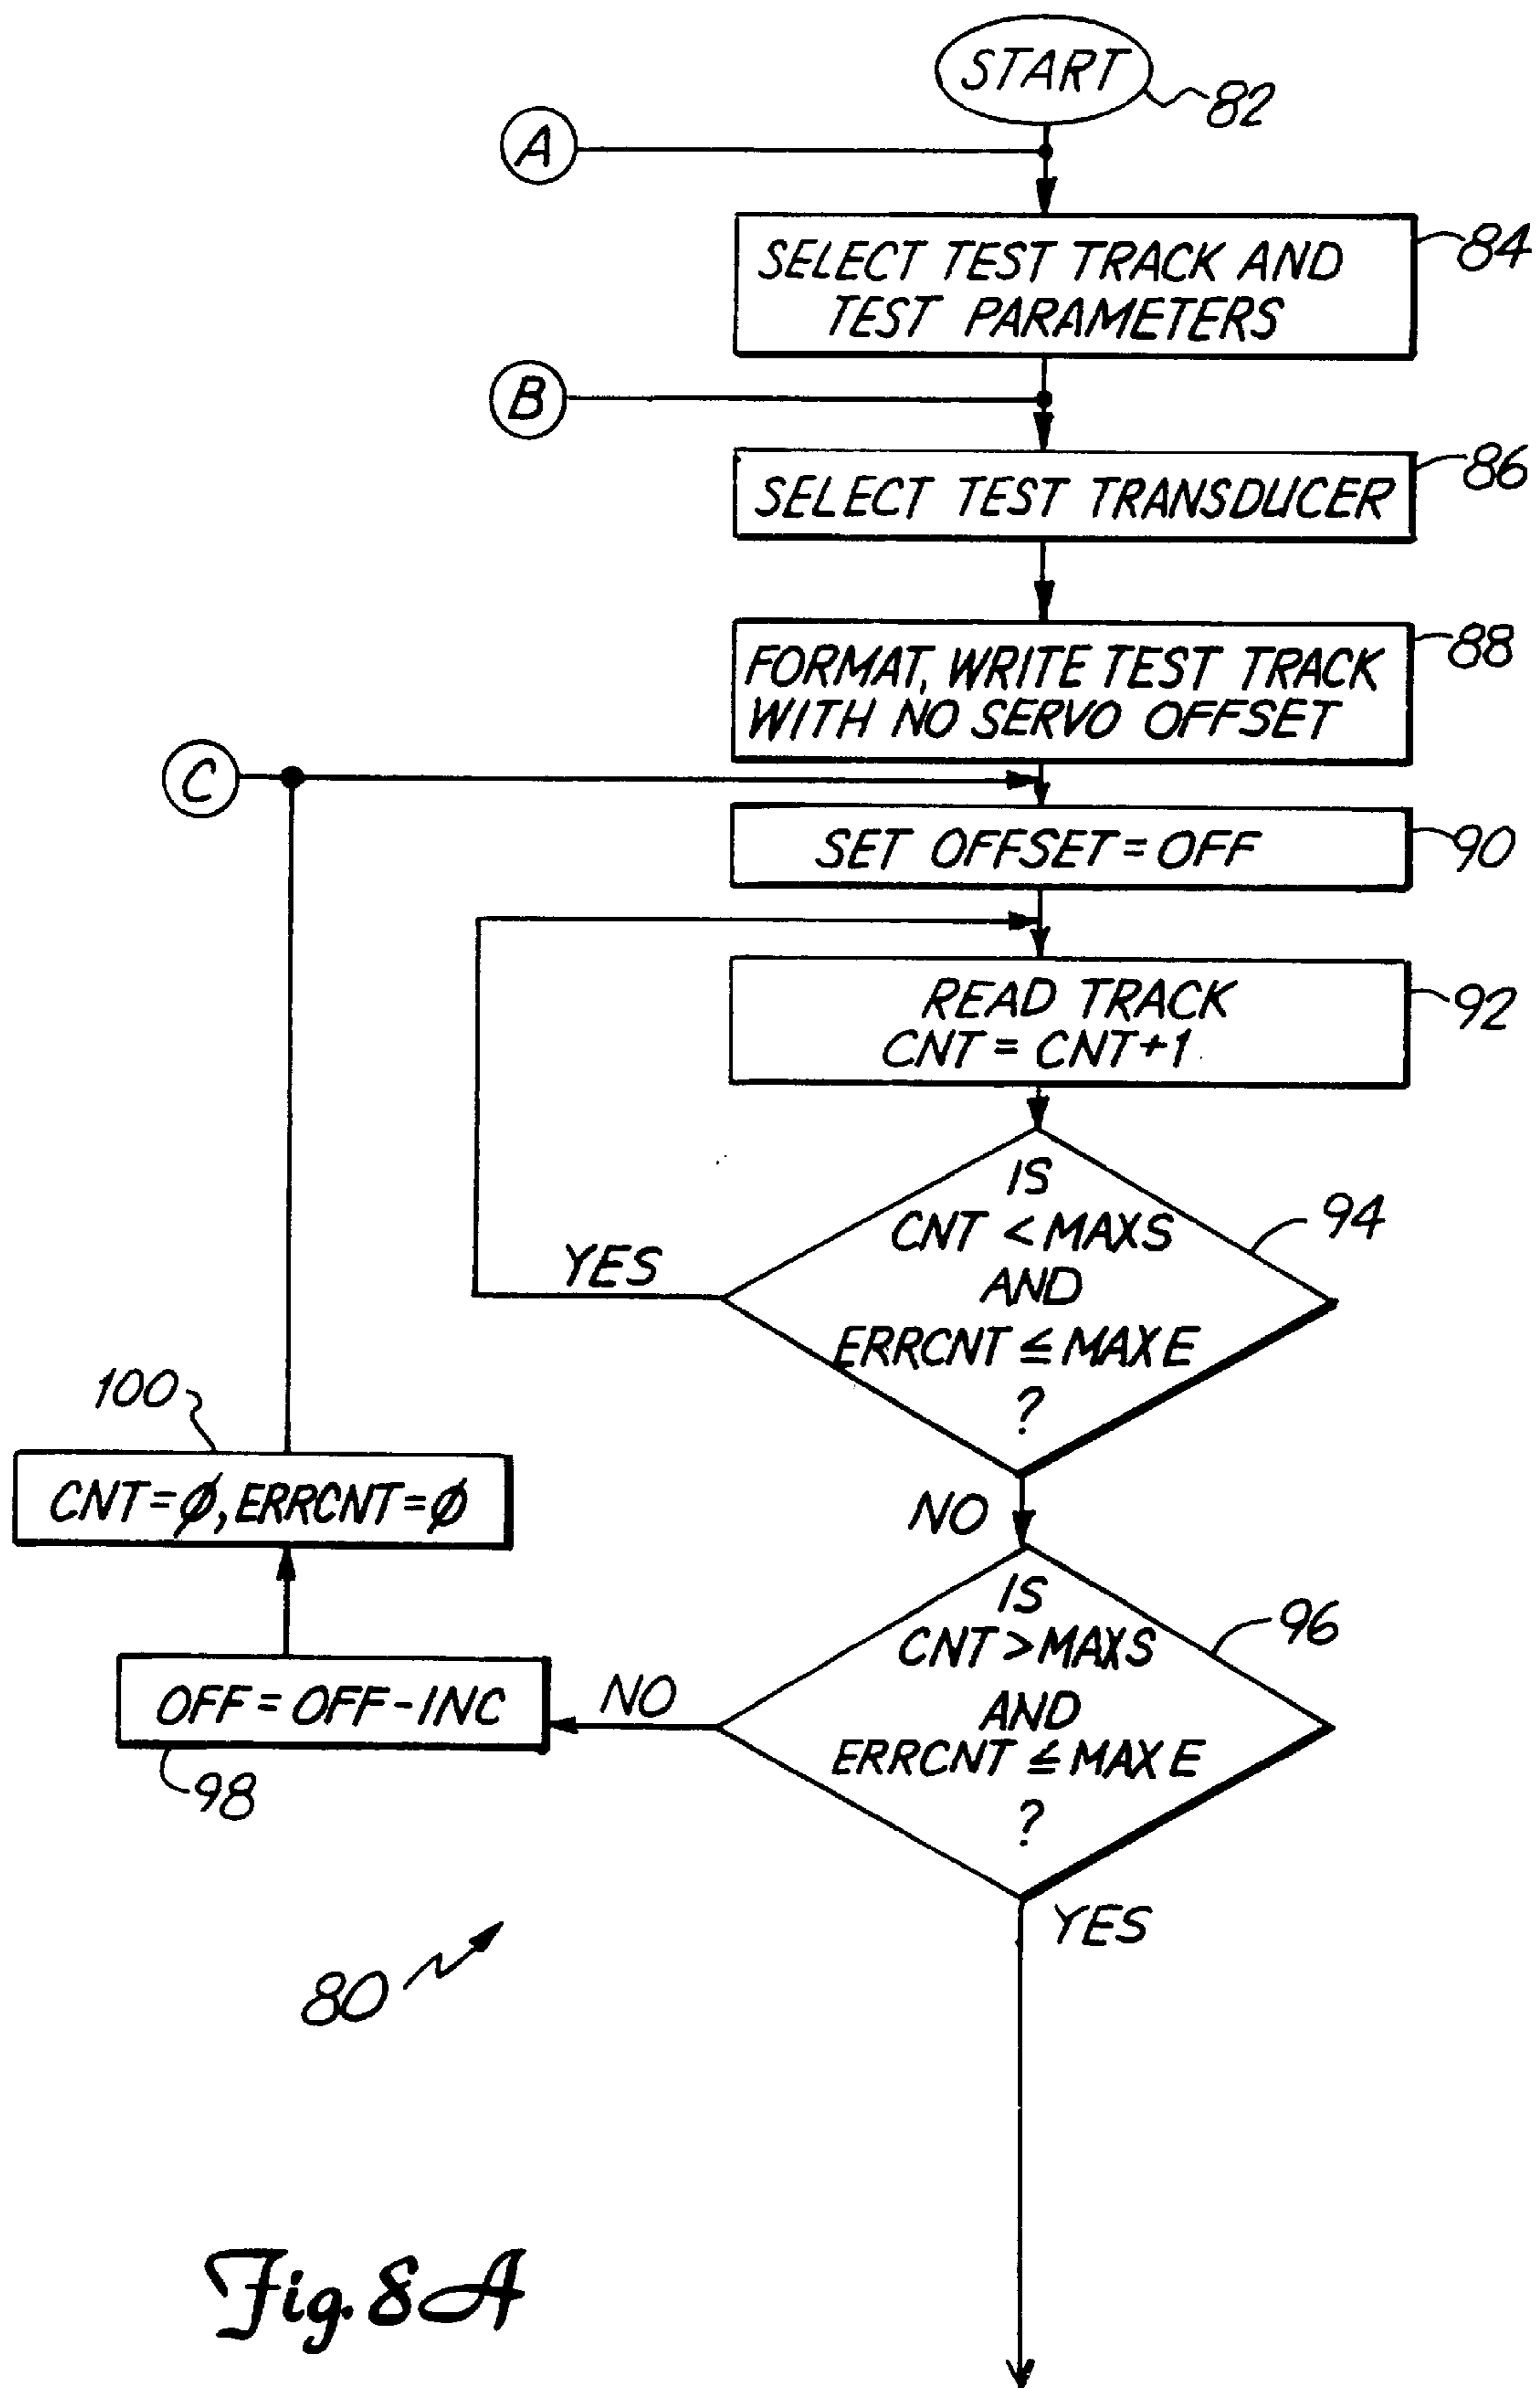 START
82
A
SELECT TEST TRACK AND
TEST PARAMETERS
84
B
SELECT TEST TRANSDUCER
86
FORMAT, WRITE TEST TRACK
WITH NO SERVO OFFSET
88
C
SET OFFSET = OFF
90
READ TRACK
CNT = CNT+1
92
IS
CNT < MAXS
AND
ERRCNT ≤ MAXE
?
94
YES
NO
100
CNT=∅, ERRCNT=∅
IS
CNT > MAXS
AND
ERRCNT ≤ MAXE
?
96
NO
OFF = OFF-INC
98
YES
80
Fig. 8A